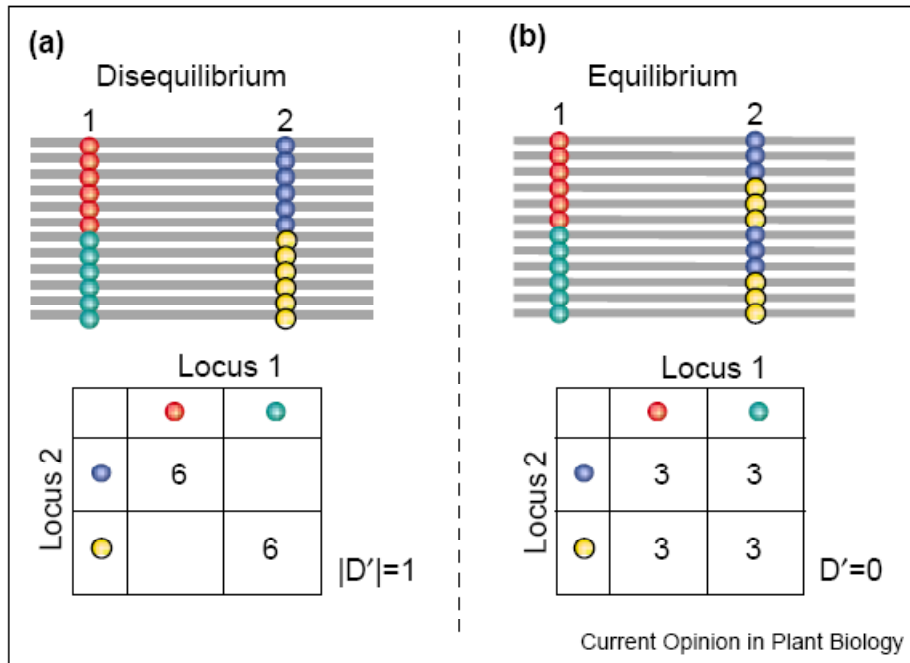 (a)
Disequilibrium
1 2
Locus 1
Locus 2
6
6
|D′|=1
(b)
Equilibrium
1 2
Locus 1
Locus 2
3 3
3 3
D′=0
Current Opinion in Plant Biology